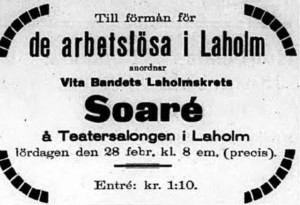 Till förmån för
de arbetslösa i Laholm
anordnar
Vita Bandets Laholmskrets
Soaré
å Teatersalongen i Laholm
lördagen den 28 febr. kl. 8 em. (precis).
Entré: kr. 1:10.